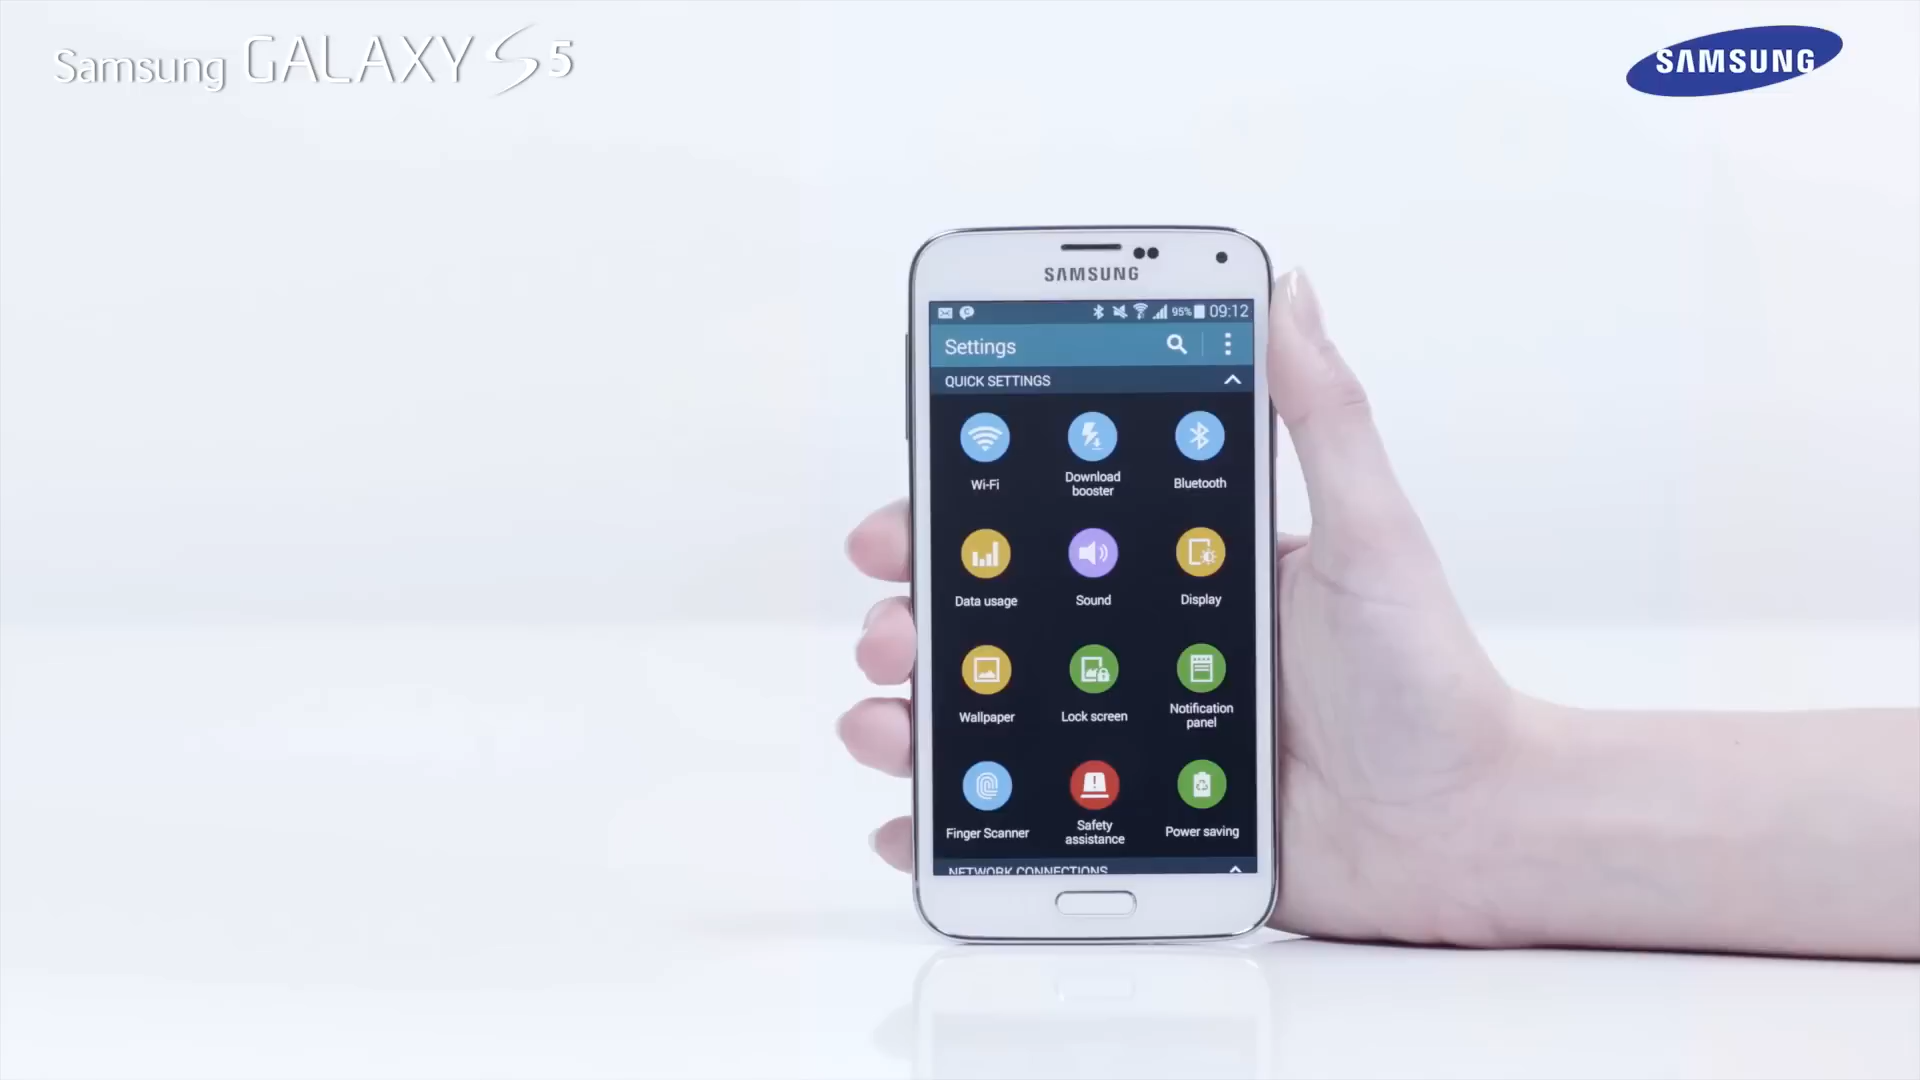 Samsung GALAXY S5
SAMSUNG
SAMSUNG
95% 09:12
Settings
QUICK SETTINGS
Wi-Fi
Download booster
Bluetooth
Data usage
Sound
Display
Wallpaper
Lock screen
Notification panel
Finger Scanner
Safety assistance
Power saving
NETWORK CONNECTIONS